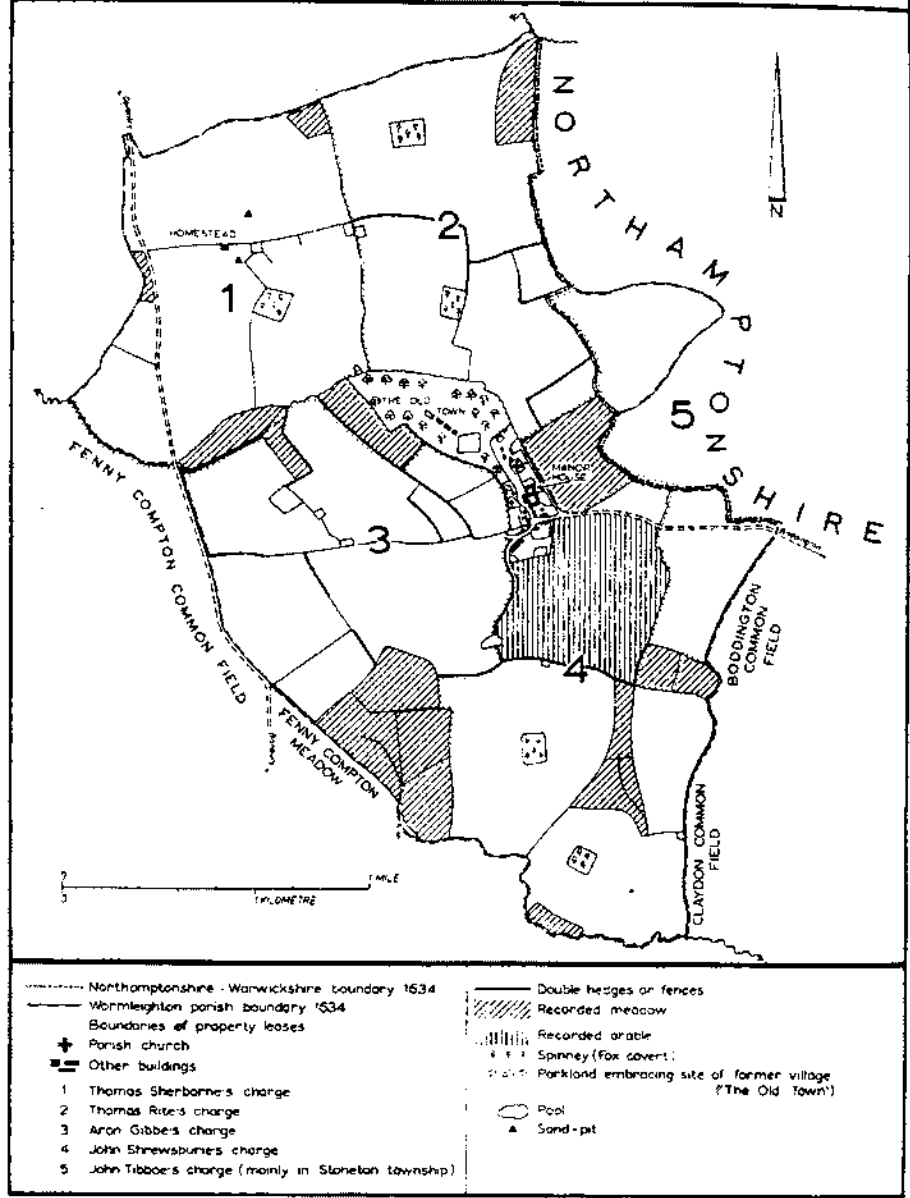 NORTHAMPTONSHIRE
N
HOMESTEAD
2
1
THE OLD
TOWN
5
MANOR
HOUSE
FENNY COMPTON COMMON FIELD
3
4
BODDINGTON
COMMON
FIELD
FENNY COMPTON
MEADOW
CLAYDON COMMON
FIELD
1 MILE
1 KILOMETRE
Northamptonshire - Warwickshire boundary 1634
Wormleighton parish boundary 1634
Boundaries of property leases
Parish church
Other buildings
1 Thomas Sherborne's charge
2 Thomas Rite's charge
3 Aron Gibbe's charge
4 John Shrewsburie's charge
5 John Tibboe's charge (mainly in Stoneton township)
Double hedges or fences
Recorded meadow
Recorded arable
Spinney (Fox covert)
Parkland embracing site of former village
("The Old Town")
Pool
Sand-pit